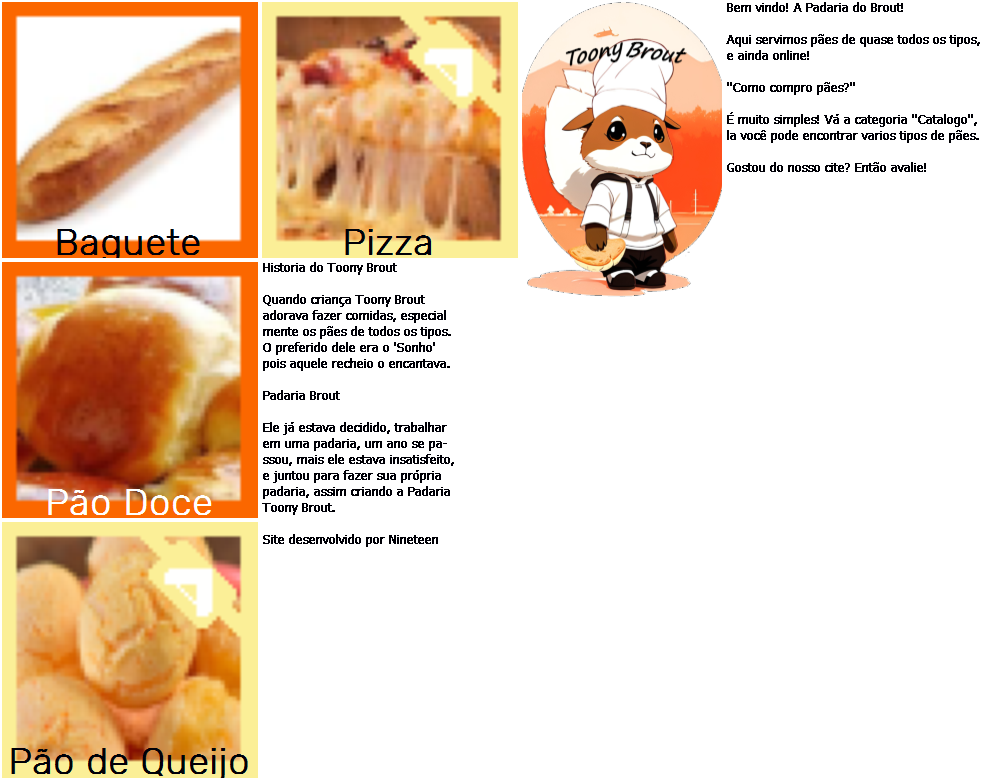 Baguete
Pizza
Toony Brout
Bem vindo! A Padaria do Brout!
Aqui servimos pães de quase todos os tipos,
e ainda online!
"Como compro pães?"
É muito simples! Vá a categoria "Catalogo",
la você pode encontrar varios tipos de pães.
Gostou do nosso cite? Então avalie!
Pão Doce
Historia do Toony Brout
Quando criança Toony Brout
adorava fazer comidas, especial
mente os pães de todos os tipos.
O preferido dele era o 'Sonho'
pois aquele recheio o encantava.
Padaria Brout
Ele já estava decidido, trabalhar
em uma padaria, um ano se pa-
ssou, mais ele estava insatisfeito,
e juntou para fazer sua própria
padaria, assim criando a Padaria
Toony Brout.
Site desenvolvido por Nineteen
Pão de Queijo